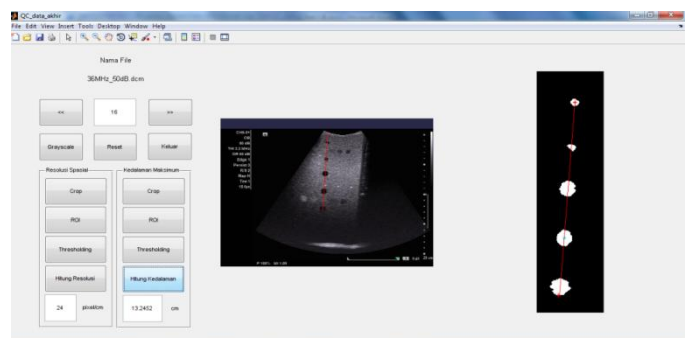 QC_data_akhir
File Edit View Insert Tools Desktop Window Help
Nama File
36MHz_50dB dcm
<< 16 >>
Grayscale Reset Keluar
Resolusi Spasial Kedalaman Maksimum
Crop Crop
ROI ROI
Thresholding Thresholding
Hitung Resolusi Hitung Kedalaman
24 pixel/cm 13.2452 cm